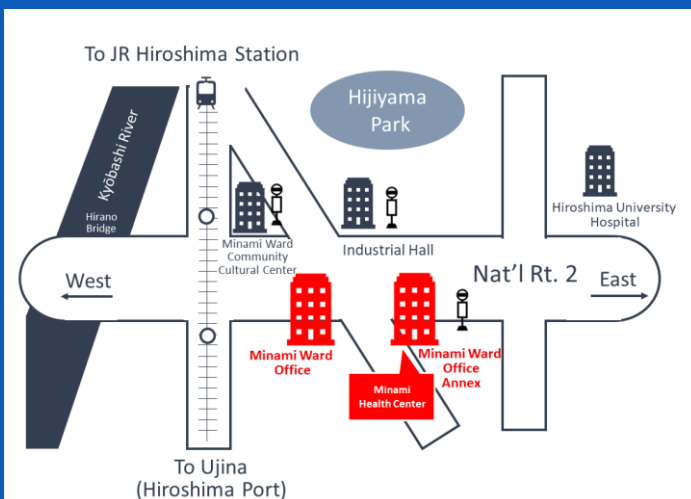 To JR Hiroshima Station
Hijiyama
Park
Kyōbashi River
Hirano
Bridge
Hiroshima University
Hospital
Minami Ward
Community
Cultural Center
Industrial Hall
West
Nat'l Rt. 2
East
Minami Ward
Office
Minami Ward
Office
Annex
Minami
Health Center
To Ujina
(Hiroshima Port)